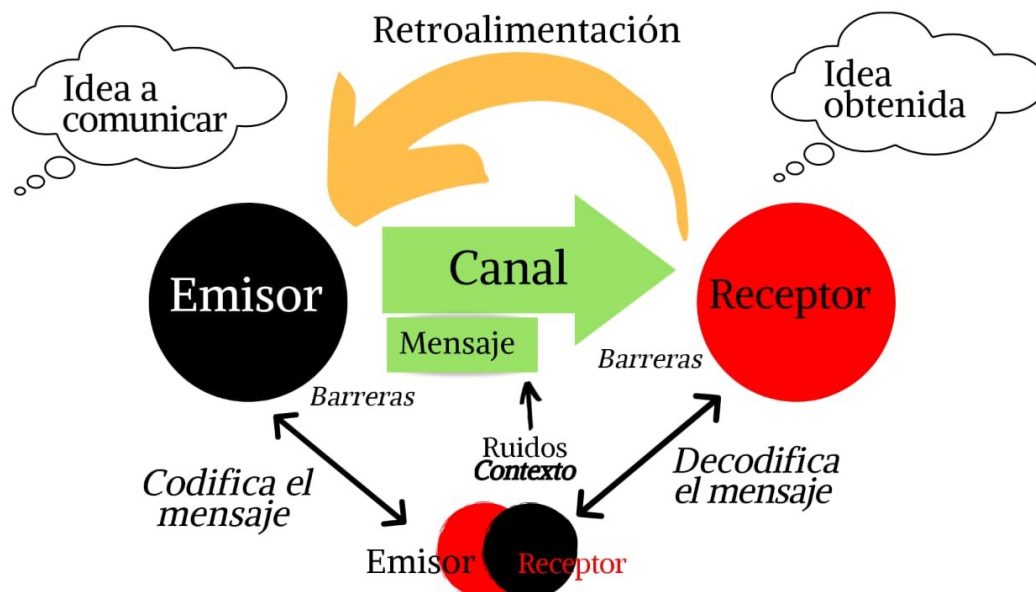 Retroalimentación
Idea a
comunicar
Idea
obtenida
Emisor
Canal
Receptor
Mensaje
Barreras
Barreras
Codifica el
mensaje
Ruidos
Contexto
Decodifica
el mensaje
Emisor
Receptor